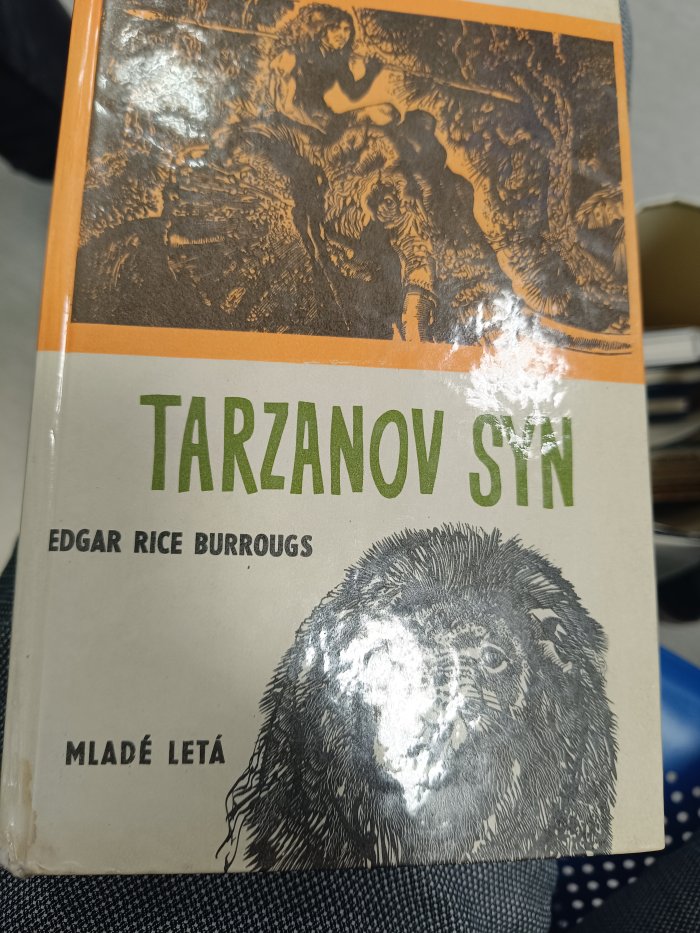 TARZANOV SYN
EDGAR RICE BURROUGS
MLADÉ LETÁ